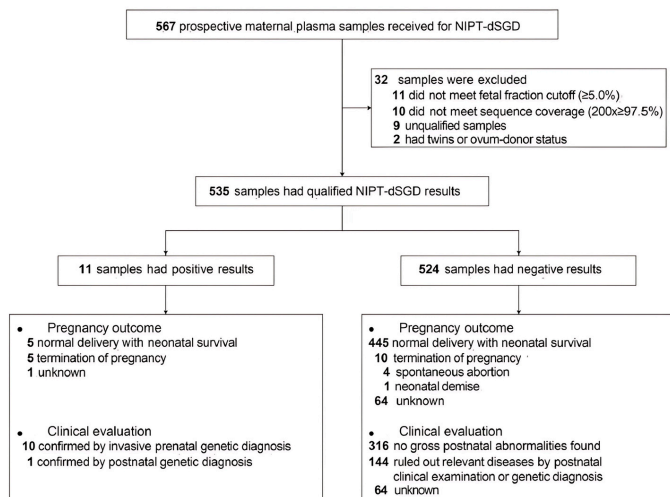 567 prospective maternal plasma samples received for NIPT-dSGD
32 samples were excluded
11 did not meet fetal fraction cutoff (≥5.0%)
10 did not meet sequence coverage (200x≥97.5%)
9 unqualified samples
2 had twins or ovum-donor status
535 samples had qualified NIPT-dSGD results
11 samples had positive results
524 samples had negative results
• Pregnancy outcome
5 normal delivery with neonatal survival
5 termination of pregnancy
1 unknown
• Clinical evaluation
10 confirmed by invasive prenatal genetic diagnosis
1 confirmed by postnatal genetic diagnosis
• Pregnancy outcome
445 normal delivery with neonatal survival
10 termination of pregnancy
4 spontaneous abortion
1 neonatal demise
64 unknown
• Clinical evaluation
316 no gross postnatal abnormalities found
144 ruled out relevant diseases by postnatal
clinical examination or genetic diagnosis
64 unknown